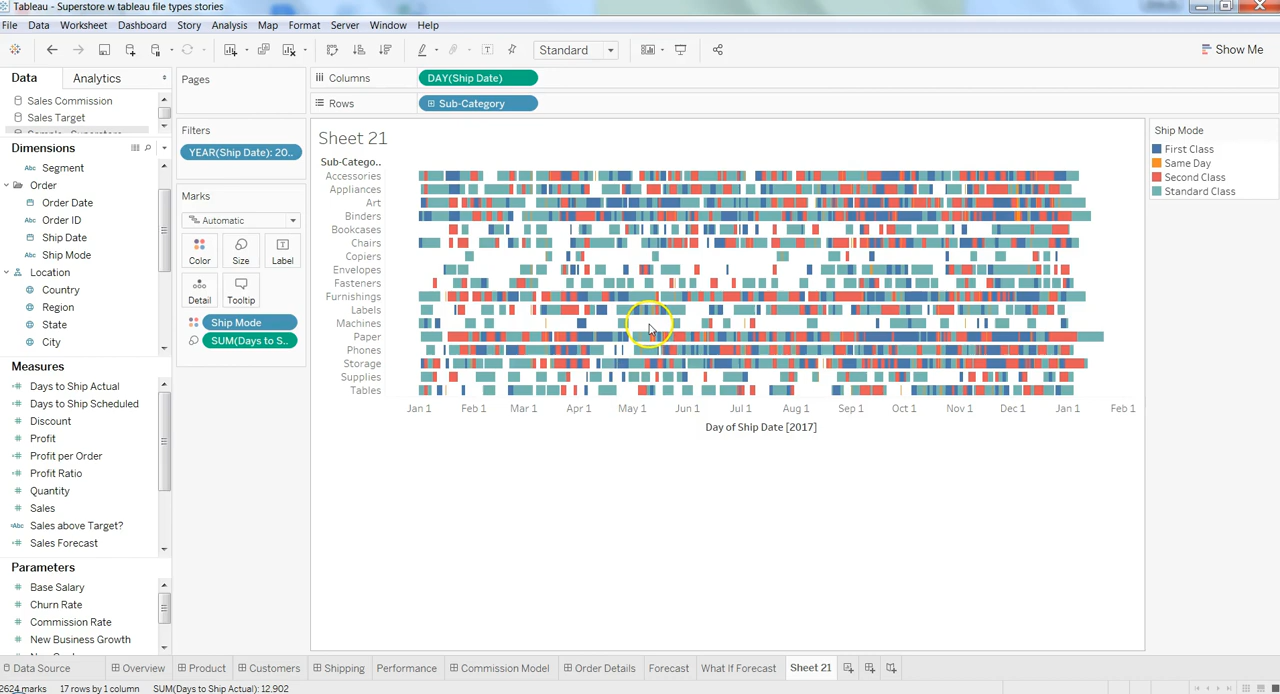 Tableau - Superstore w tableau file types stories
File Data Worksheet Dashboard Story Analysis Map Format Server Window Help
Standard
Show Me
Data Analytics
Sales Commission
Sales Target
Sample - Superstore
Dimensions
Abc Segment
Order
Order Date
Abc Order ID
Ship Date
Abc Ship Mode
Location
Country
Region
State
City
Measures
# Days to Ship Actual
# Days to Ship Scheduled
# Discount
# Profit
# Profit per Order
# Profit Ratio
# Quantity
# Sales
Abc Sales above Target?
# Sales Forecast
Parameters
# Base Salary
# Churn Rate
# Commission Rate
# New Business Growth
Pages
Filters
YEAR(Ship Date): 20..
Marks
Automatic
Color Size Label
Detail Tooltip
Ship Mode
SUM(Days to S..
Columns DAY(Ship Date)
Rows Sub-Category
Sheet 21
Sub-Catego..
Accessories
Appliances
Art
Binders
Bookcases
Chairs
Copiers
Envelopes
Fasteners
Furnishings
Labels
Machines
Paper
Phones
Storage
Supplies
Tables
Jan 1 Feb 1 Mar 1 Apr 1 May 1 Jun 1 Jul 1 Aug 1 Sep 1 Oct 1 Nov 1 Dec 1 Jan 1 Feb 1
Day of Ship Date [2017]
Ship Mode
First Class
Same Day
Second Class
Standard Class
Data Source Overview Product Customers Shipping Performance Commission Model Order Details Forecast What If Forecast Sheet 21
2624 marks 17 rows by 1 column SUM(Days to Ship Actual): 12.902